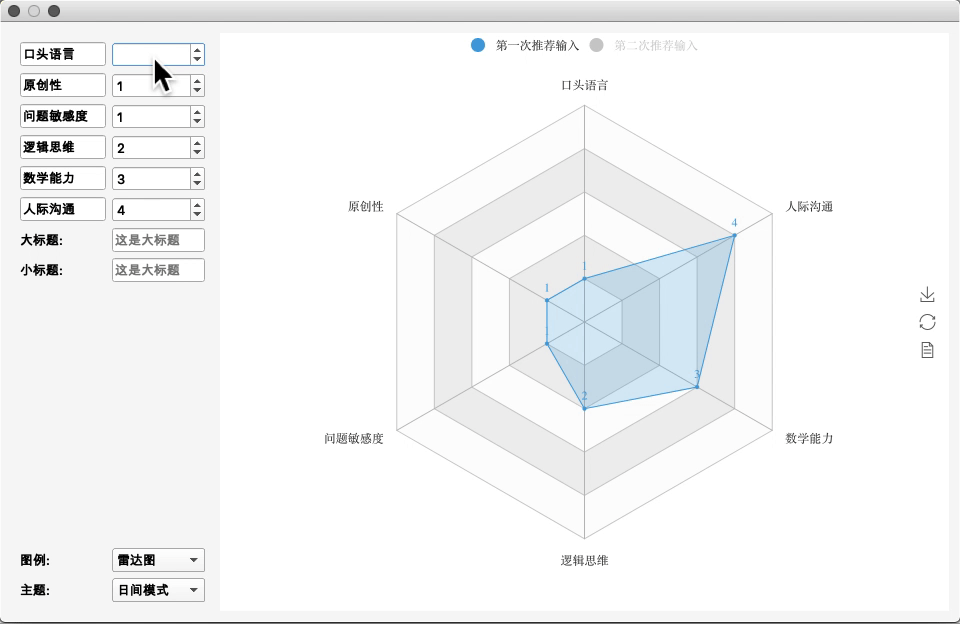 口头语言
原创性 1
问题敏感度 1
逻辑思维 2
数学能力 3
人际沟通 4
大标题: 这是大标题
小标题: 这是大标题
图例: 雷达图
主题: 日间模式
第一次推荐输入 第二次推荐输入
口头语言
原创性
人际沟通
4
1
1
1
3
2
问题敏感度
数学能力
逻辑思维